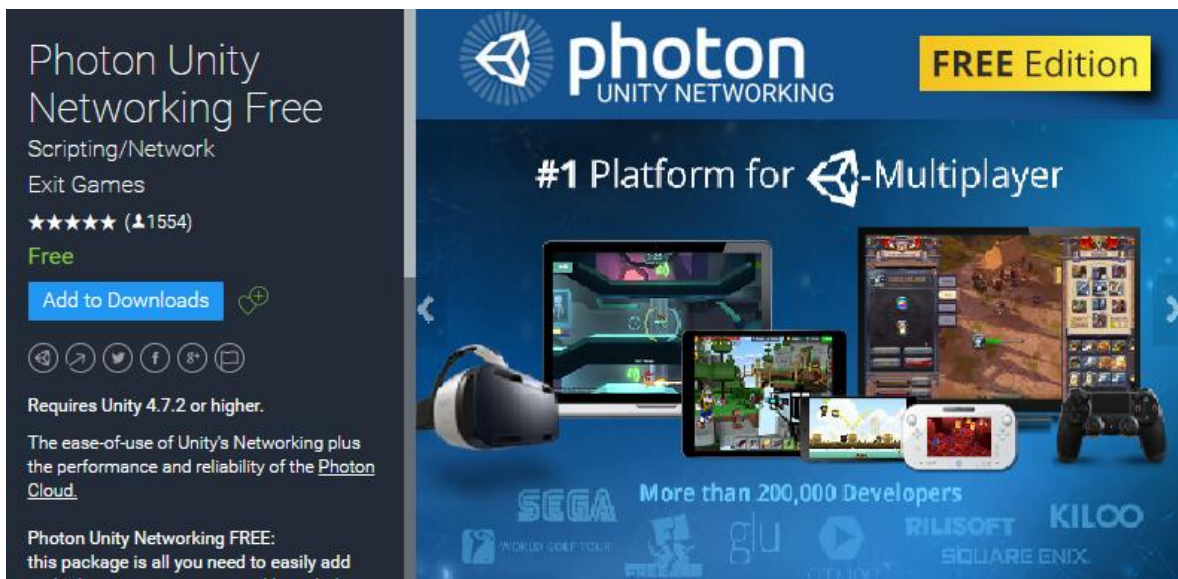 Photon Unity
Networking Free
Scripting/Network
Exit Games
★★★★★ (1554)
Free
Add to Downloads
Requires Unity 4.7.2 or higher.
The ease-of-use of Unity's Networking plus
the performance and reliability of the Photon
Cloud.
Photon Unity Networking FREE:
this package is all you need to easily add
photon
UNITY NETWORKING
FREE Edition
#1 Platform for -Multiplayer
More than 200,000 Developers
SEGA
WORLD GOLF TOUR
glu
RILISOFT
KILOO
SQUARE ENIX.